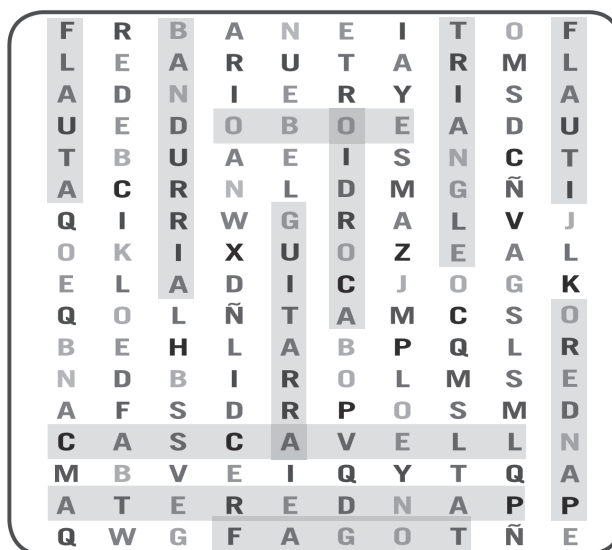 F R B A N E I T O F
L E A R U T A R M L
A D N I E R Y I S A
U E D O B O E A D U
T B U A E I S N C T
A C R N L D M G Ñ I
Q I R W G R A L V J
O K I X U O Z E A L
E L A D I C J O G K
Q O L Ñ T A M C S O
B E H L A B P Q L R
N D B I R O L M S E
A F S D R P O S M D
C A S C A V E L L N
M B V E I Q Y T Q A
A T E R E D N A P P
Q W G F A G O T Ñ E